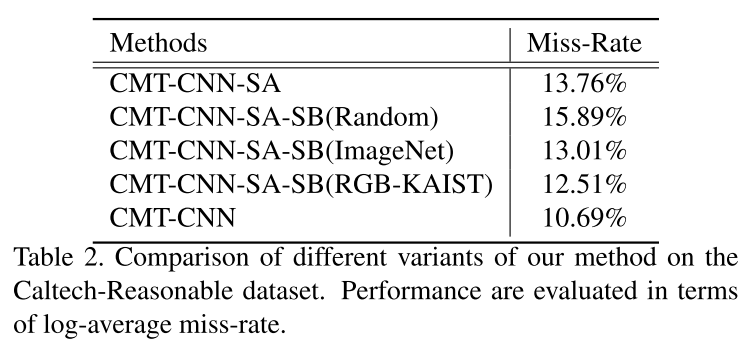 Methods Miss-Rate
CMT-CNN-SA 13.76%
CMT-CNN-SA-SB(Random) 15.89%
CMT-CNN-SA-SB(ImageNet) 13.01%
CMT-CNN-SA-SB(RGB-KAIST) 12.51%
CMT-CNN 10.69%
Table 2. Comparison of different variants of our method on the
Caltech-Reasonable dataset. Performance are evaluated in terms
of log-average miss-rate.